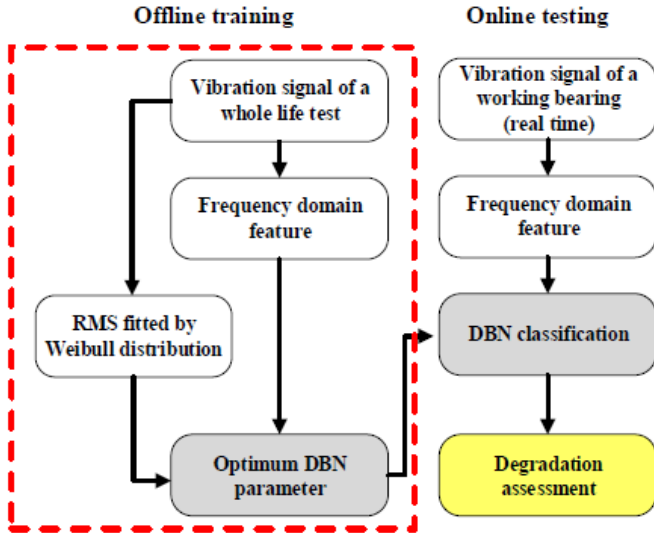 Offline training
Online testing
Vibration signal of a
whole life test
Vibration signal of a
working bearing
(real time)
Frequency domain
feature
Frequency domain
feature
RMS fitted by
Weibull distribution
DBN classification
Optimum DBN
parameter
Degradation
assessment